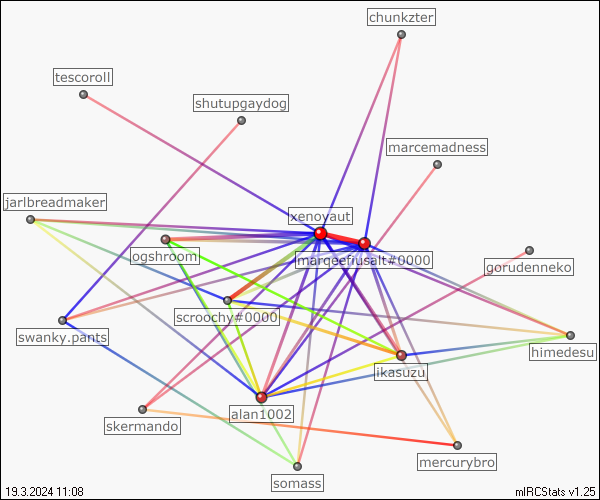 chunkzter
tescoroll
shutupgaydog
marcemadness
jarlbreadmaker
xenovaut
ogshroom
marqeefiusalt#0000
gorudenneko
scroochy#0000
swanky.pants
himedesu
ikasuzu
alan1002
skermando
mercurybro
somass
19.3.2024 11:08
mIRCStats v1.25